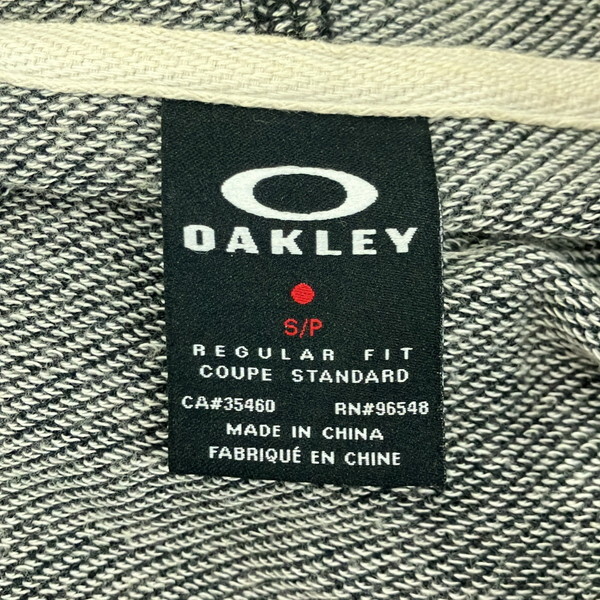 OAKLEY
S/P
REGULAR FIT
COUPE STANDARD
CA#35460 RN#96548
MADE IN CHINA
FABRIQUÉ EN CHINE